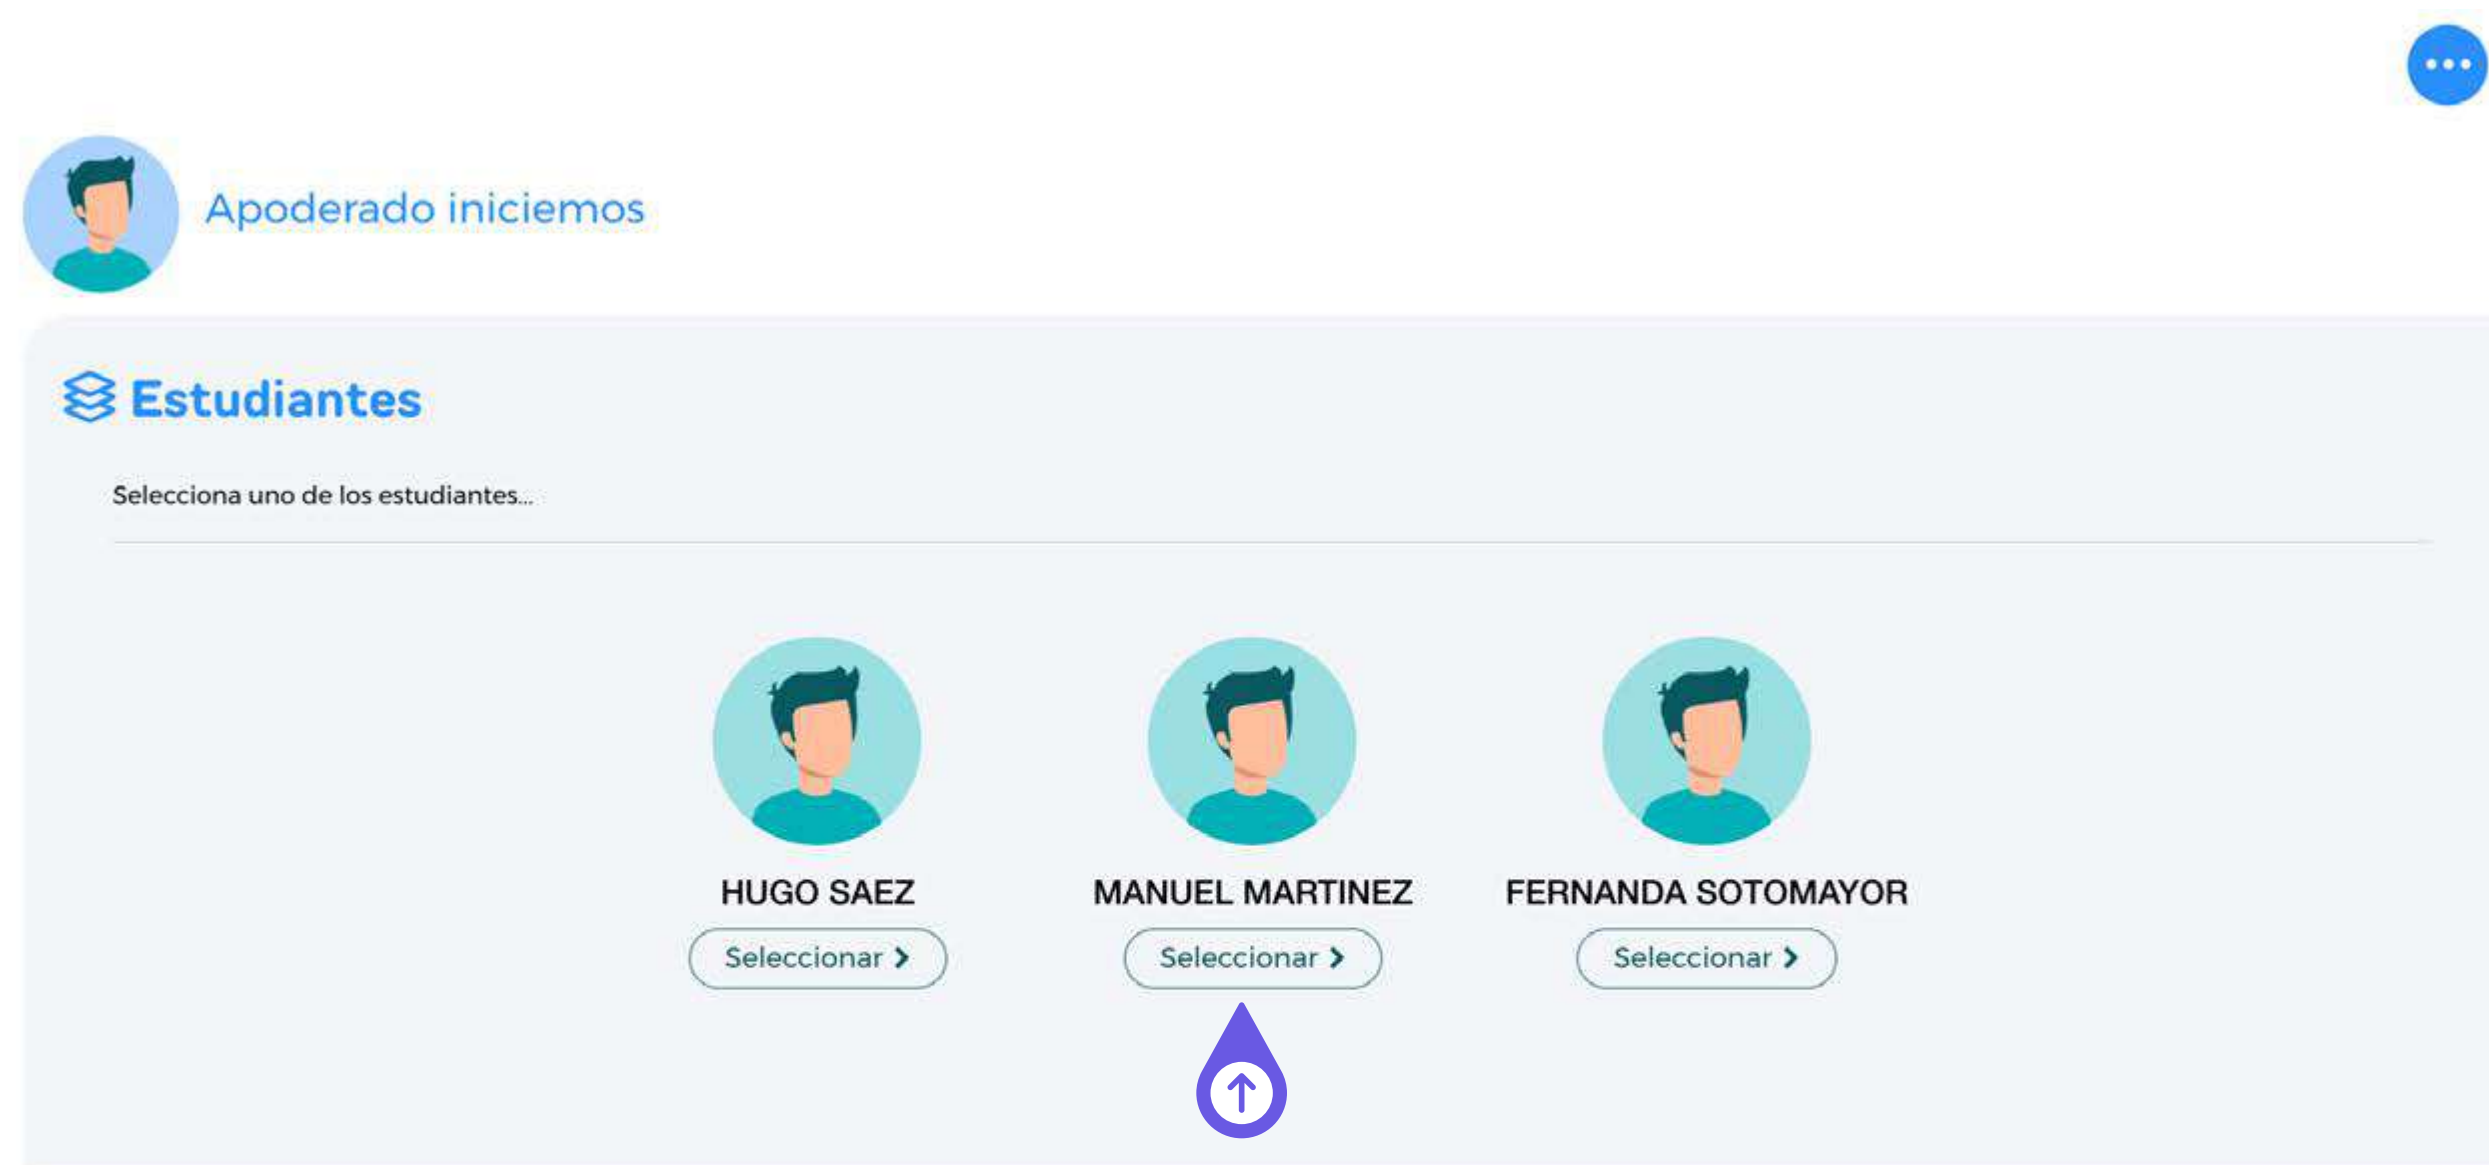 Apoderado iniciemos
Estudiantes
Selecciona uno de los estudiantes...
HUGO SAEZ
MANUEL MARTINEZ
FERNANDA SOTOMAYOR
Seleccionar
Seleccionar
Seleccionar